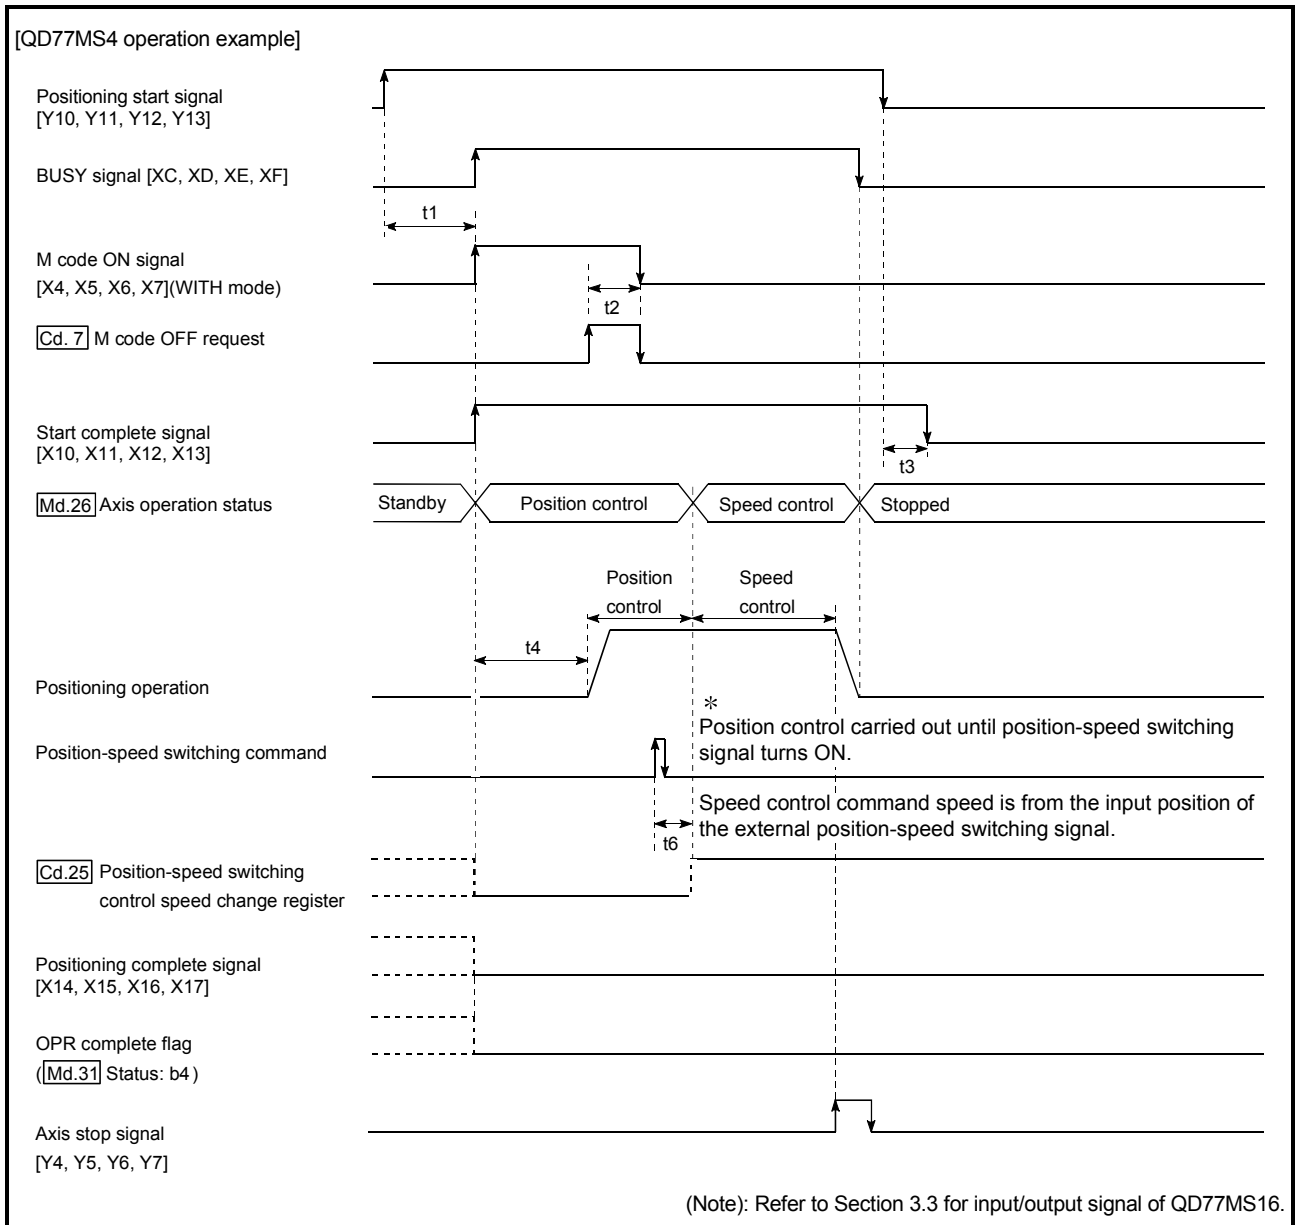 [QD77MS4 operation example]
Positioning start signal
[Y10, Y11, Y12, Y13]
BUSY signal [XC, XD, XE, XF]
t1
M code ON signal
[X4, X5, X6, X7](WITH mode)
t2
Cd. 7 M code OFF request
Start complete signal
[X10, X11, X12, X13]
t3
Md.26 Axis operation status
Standby
Position control
Speed control
Stopped
Position
control
Speed
control
t4
Positioning operation
*
Position control carried out until position-speed switching
signal turns ON.
Position-speed switching command
Speed control command speed is from the input position of
the external position-speed switching signal.
t6
Cd.25 Position-speed switching
control speed change register
Positioning complete signal
[X14, X15, X16, X17]
OPR complete flag
(Md.31 Status: b4)
Axis stop signal
[Y4, Y5, Y6, Y7]
(Note): Refer to Section 3.3 for input/output signal of QD77MS16.